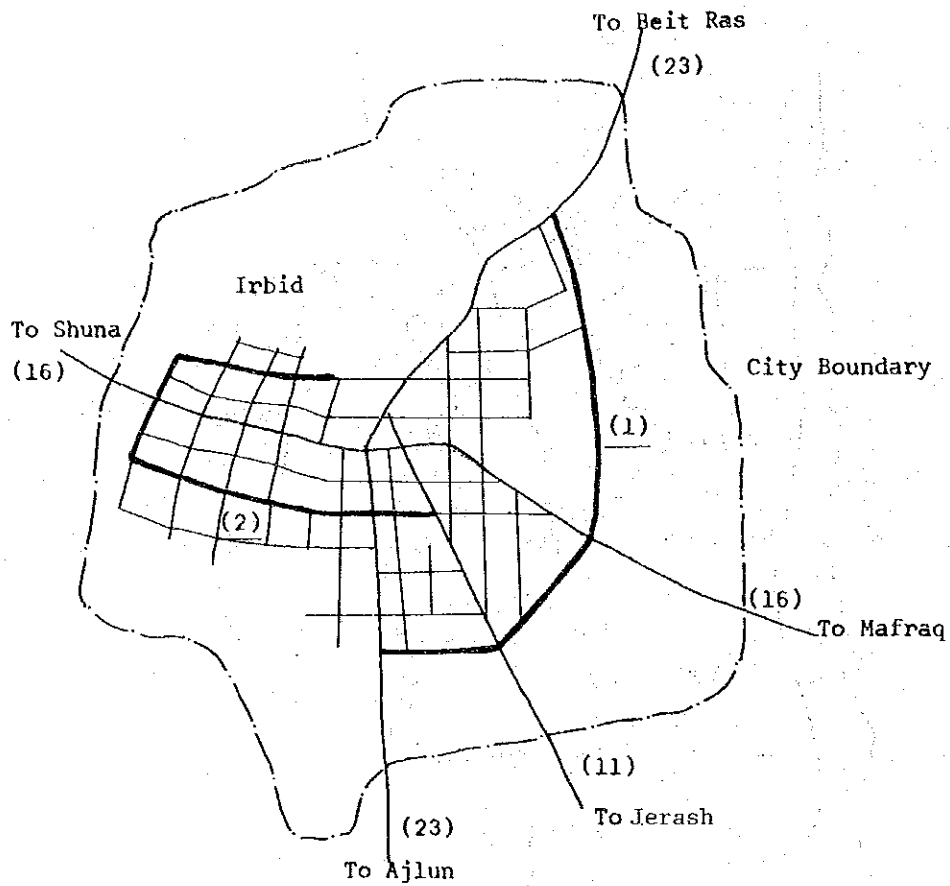 To Beit Ras
(23)
Irbid
To Shuna
(16)
City Boundary
(1)
(2)
(16)
To Mafraq
(11)
To Jerash
(23)
To Ajlun